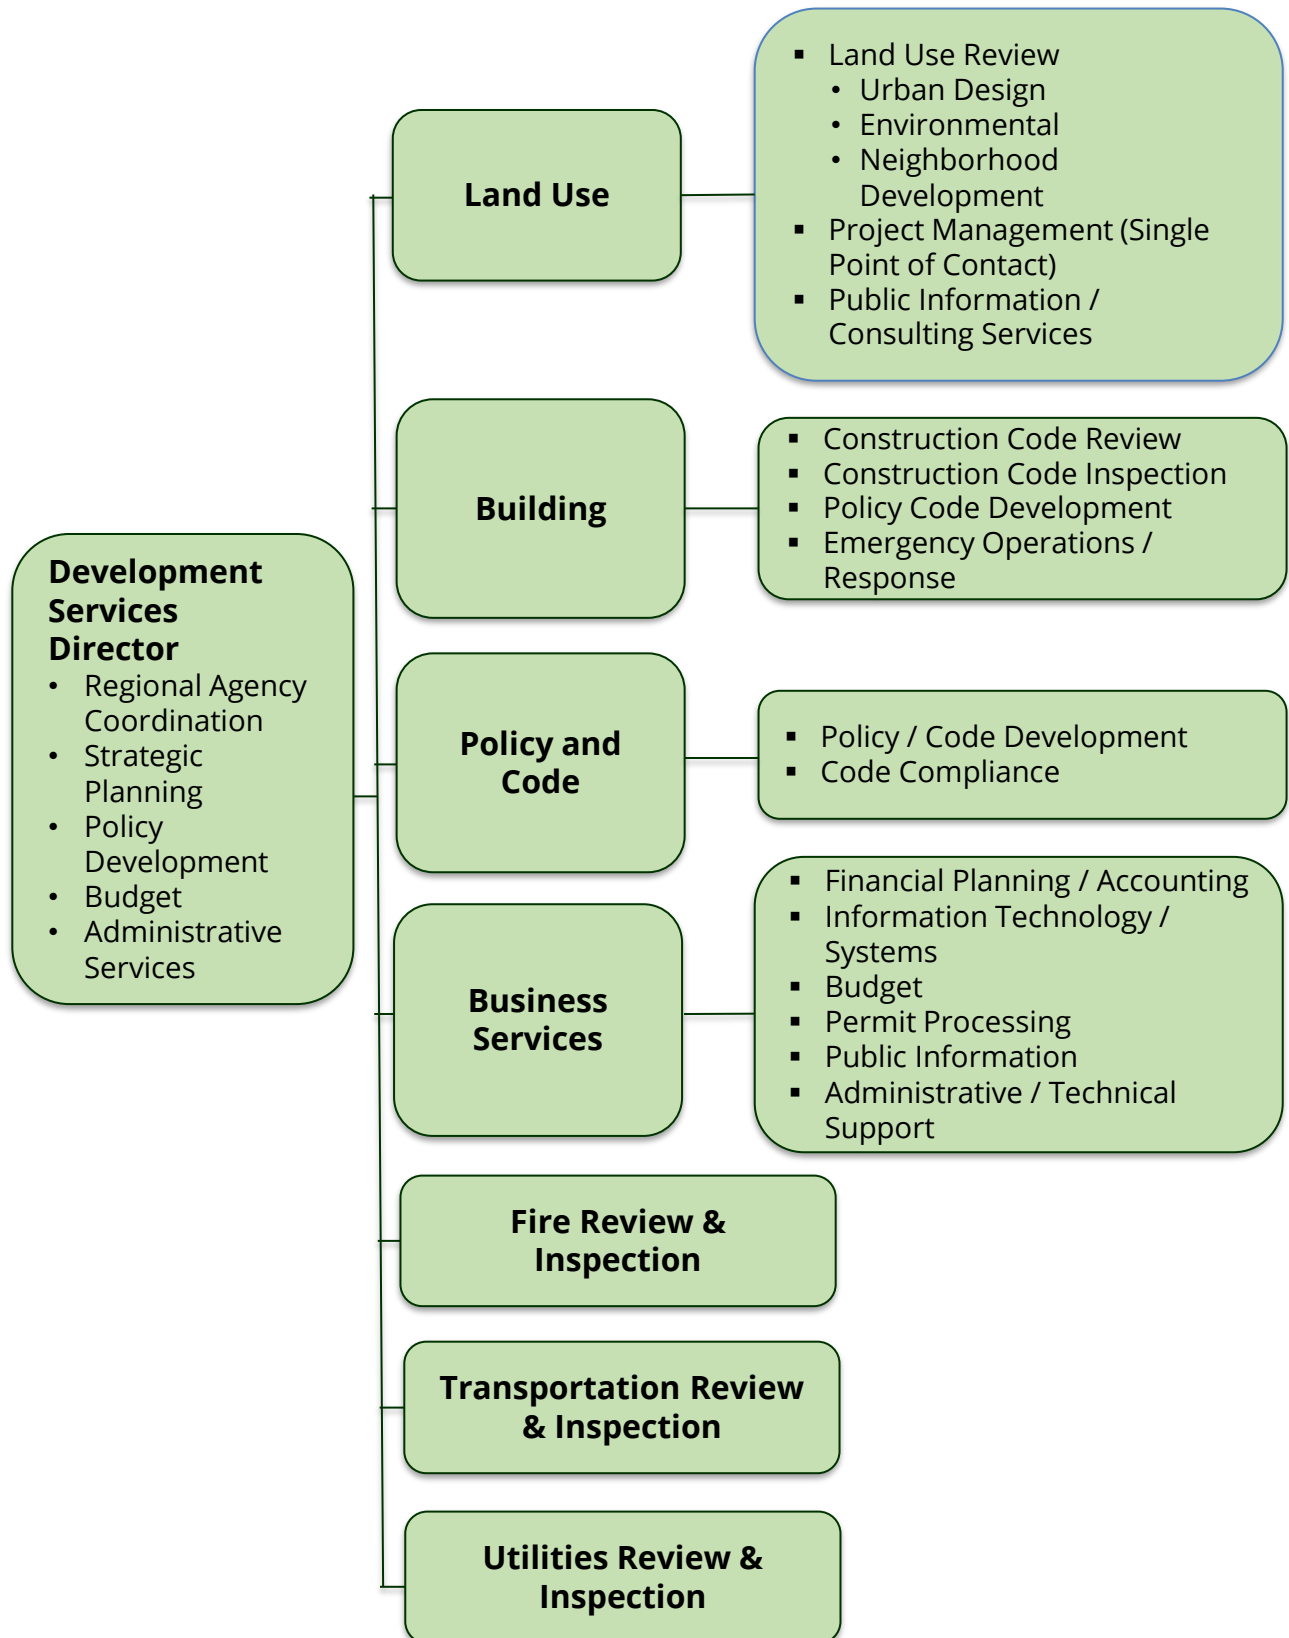 Development
Services
Director
• Regional Agency
Coordination
• Strategic
Planning
• Policy
Development
• Budget
• Administrative
Services
Land Use
▪ Land Use Review
• Urban Design
• Environmental
• Neighborhood
Development
▪ Project Management (Single
Point of Contact)
▪ Public Information /
Consulting Services
Building
▪ Construction Code Review
▪ Construction Code Inspection
▪ Policy Code Development
▪ Emergency Operations /
Response
Policy and
Code
▪ Policy / Code Development
▪ Code Compliance
Business
Services
▪ Financial Planning / Accounting
▪ Information Technology /
Systems
▪ Budget
▪ Permit Processing
▪ Public Information
▪ Administrative / Technical
Support
Fire Review &
Inspection
Transportation Review
& Inspection
Utilities Review &
Inspection